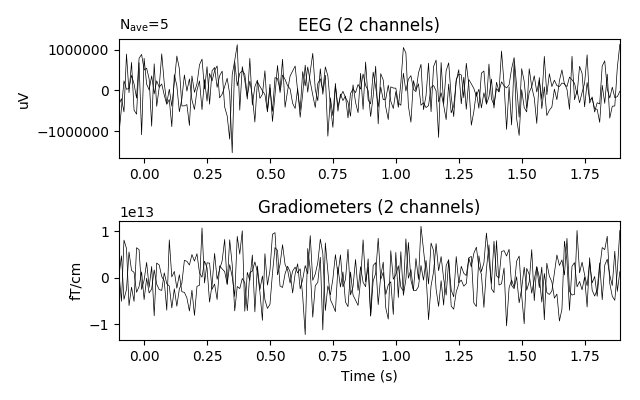 N_ave=5
EEG (2 channels)
1000000
0
−1000000
uV
0.00 0.25 0.50 0.75 1.00 1.25 1.50 1.75
1e13
Gradiometers (2 channels)
1
0
−1
fT/cm
0.00 0.25 0.50 0.75 1.00 1.25 1.50 1.75
Time (s)